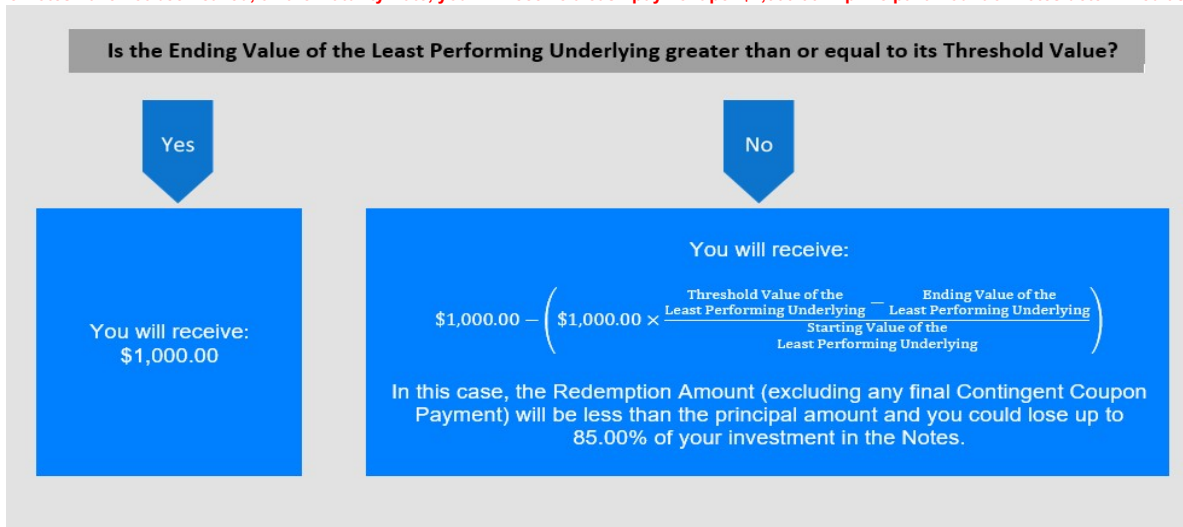 Is the Ending Value of the Least Performing Underlying greater than or equal to its Threshold Value?
Yes
No
You will receive:
$1,000.00
You will receive:
$1,000.00 − ( $1,000.00 × (Threshold Value of the Least Performing Underlying − Ending Value of the Least Performing Underlying) / Starting Value of the Least Performing Underlying )
In this case, the Redemption Amount (excluding any final Contingent Coupon
Payment) will be less than the principal amount and you could lose up to
85.00% of your investment in the Notes.